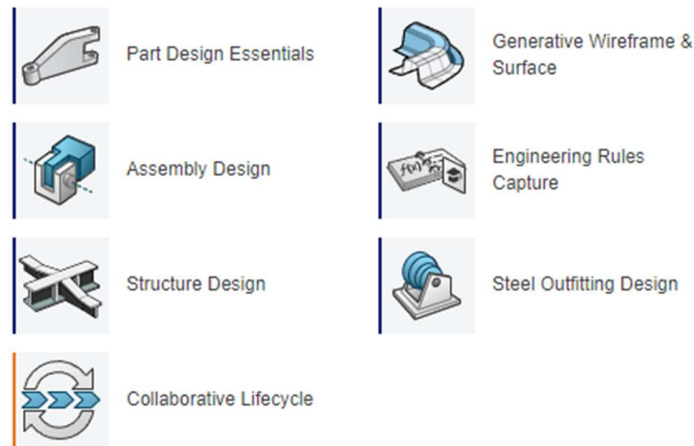 Part Design Essentials
Generative Wireframe &
Surface
Assembly Design
Engineering Rules
Capture
Structure Design
Steel Outfitting Design
Collaborative Lifecycle
f(x)